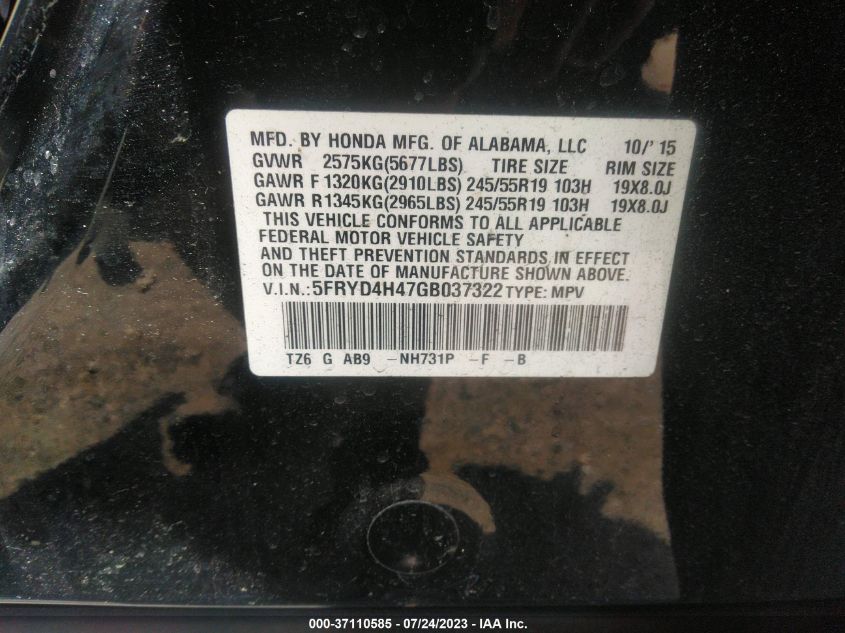 MFD. BY HONDA MFG. OF ALABAMA, LLC 10/'15
GVWR 2575KG(5677LBS) TIRE SIZE RIM SIZE
GAWR F 1320KG(2910LBS) 245/55R19 103H 19X8.0J
GAWR R1345KG(2965LBS) 245/55R19 103H 19X8.0J
THIS VEHICLE CONFORMS TO ALL APPLICABLE
FEDERAL MOTOR VEHICLE SAFETY
AND THEFT PREVENTION STANDARDS IN EFFECT
ON THE DATE OF MANUFACTURE SHOWN ABOVE.
V.I.N.: 5FRYD4H47GB037322 TYPE: MPV
TZ6 G AB9 -NH731P -F -B
000-37110585 - 07/24/2023 - IAA Inc.